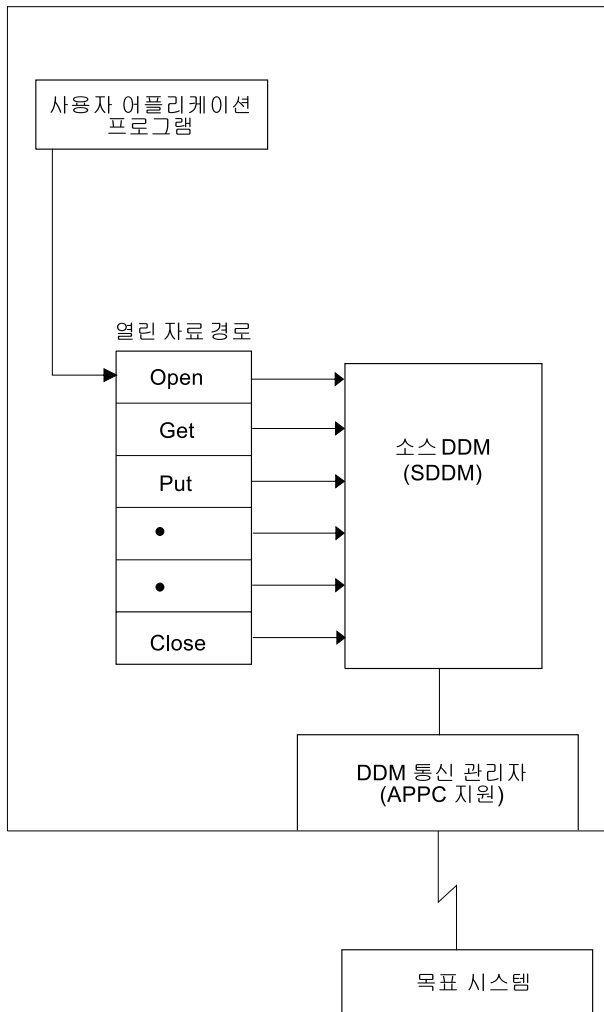 사용자 어플리케이션
프로그램
열린 자료 경로
Open
Get
Put
•
•
Close
소스 DDM
(SDDM)
DDM 통신 관리자
(APPC 지원)
목표 시스템